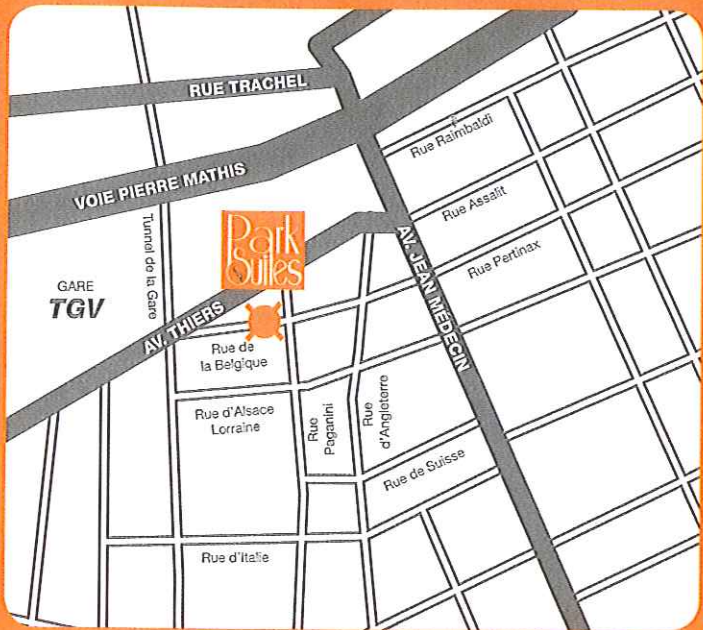 RUE TRACHEL
Rue Raimbaldi
VOIE PIERRE MATHIS
Rue Assalit
Tunnel de la Gare
Park
Suites
AV. JEAN MÉDECIN
Rue Pertinax
GARE
TGV
AV. THIERS
Rue de
la Belgique
Rue d'Alsace
Lorraine
Rue
Paganini
Rue
d'Angleterre
Rue de Suisse
Rue d'Italie